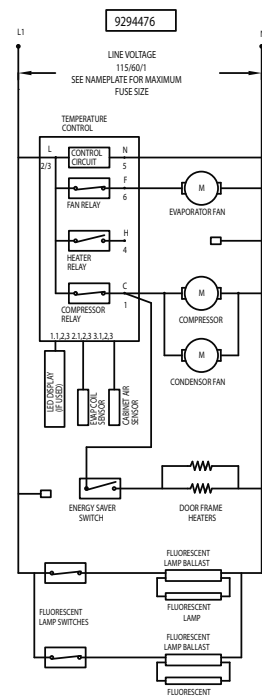 9294476
L1
N
LINE VOLTAGE
115/60/1
SEE NAMEPLATE FOR MAXIMUM
FUSE SIZE
TEMPERATURE
CONTROL
L
2/3
CONTROL
CIRCUIT
N
5
F
6
FAN RELAY
M
EVAPORATOR FAN
H
4
HEATER
RELAY
C
1
COMPRESSOR
RELAY
M
COMPRESSOR
M
CONDENSOR FAN
1.1,2,3 2.1,2,3 3.1,2,3
LED DISPLAY
(IF USED)
EVAP COIL
SENSOR
CABINET AIR
SENSOR
ENERGY SAVER
SWITCH
DOOR FRAME
HEATERS
FLUORESCENT
LAMP BALLAST
FLUORESCENT
LAMP SWITCHES
FLUORESCENT
LAMP
FLUORESCENT
LAMP BALLAST
FLUORESCENT